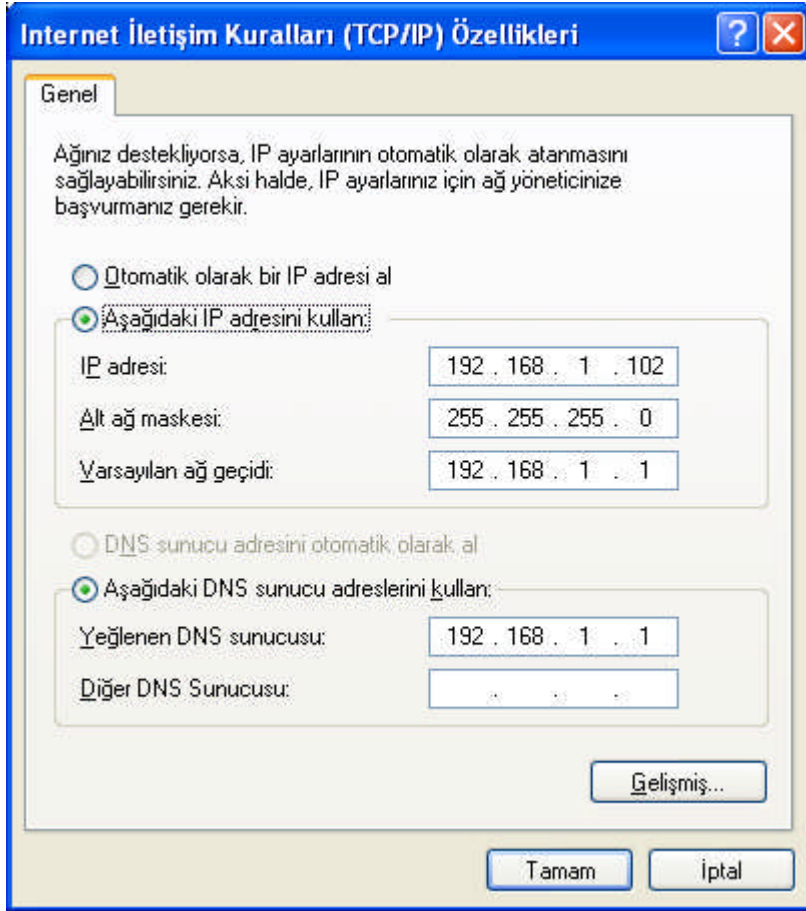 Internet İletişim Kuralları (TCP/IP) Özellikleri
Genel
Ağınız destekliyorsa, IP ayarlarının otomatik olarak atanmasını
sağlayabilirsiniz. Aksi halde, IP ayarlarınız için ağ yöneticinize
başvurmanız gerekir.
Otomatik olarak bir IP adresi al
Aşağıdaki IP adresini kullan:
IP adresi: 192 . 168 . 1 . 102
Alt ağ maskesi: 255 . 255 . 255 . 0
Varsayılan ağ geçidi: 192 . 168 . 1 . 1
DNS sunucu adresini otomatik olarak al
Aşağıdaki DNS sunucu adreslerini kullan:
Yeğlenen DNS sunucusu: 192 . 168 . 1 . 1
Diğer DNS Sunucusu: . . .
Gelişmiş...
Tamam İptal